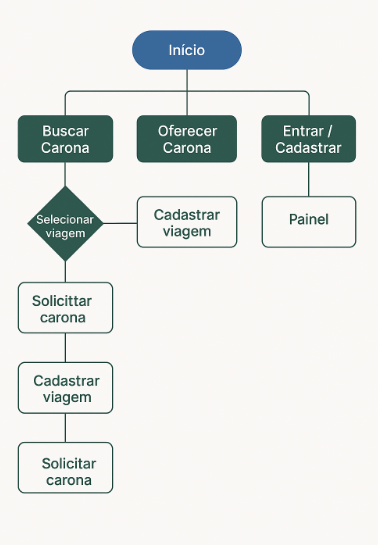 Início
Buscar
Carona
Oferecer
Carona
Entrar /
Cadastrar
Selecionar
viagem
Cadastrar
viagem
Painel
Solicittar
carona
Cadastrar
viagem
Solicitar
carona